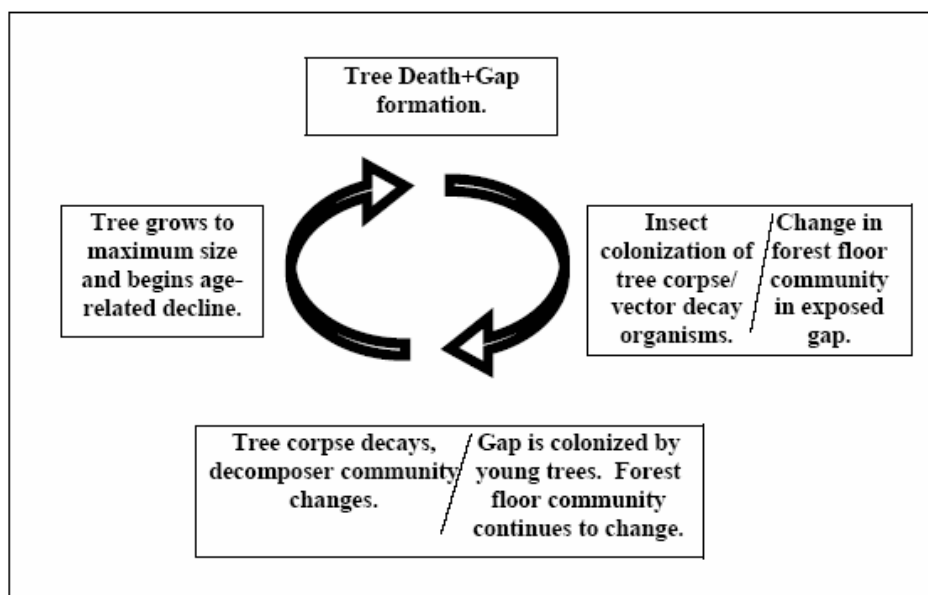 Tree Death+Gap
formation.
Tree grows to
maximum size
and begins age-
related decline.
Insect
colonization of
tree corpse/
vector decay
organisms.
Change in
forest floor
community
in exposed
gap.
Tree corpse decays,
decomposer community
changes.
Gap is colonized by
young trees. Forest
floor community
continues to change.